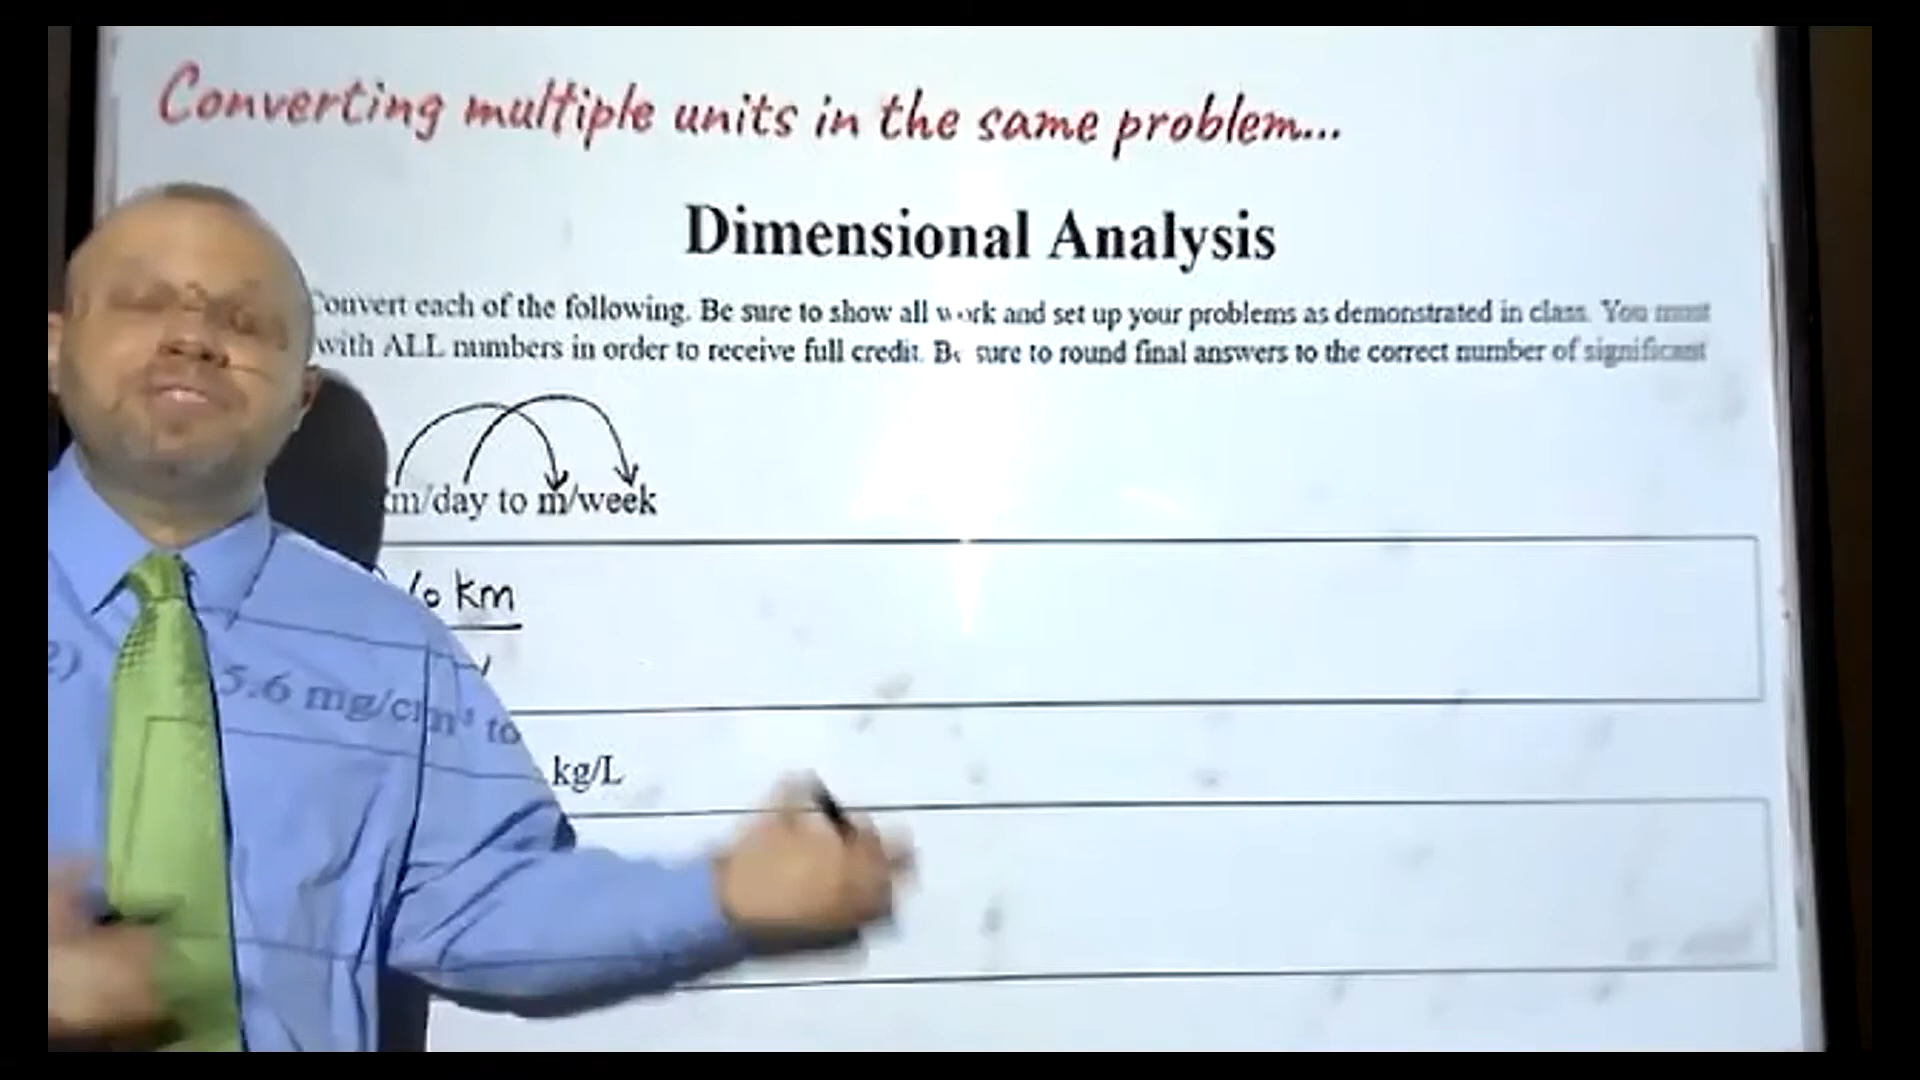 Converting multiple units in the same problem...
Dimensional Analysis
Convert each of the following. Be sure to show all work and set up your problems as demonstrated in class. You must
with ALL numbers in order to receive full credit. Be sure to round final answers to the correct number of significant
m/day to m/week
km
2) 5.6 mg/cm³ to
kg/L